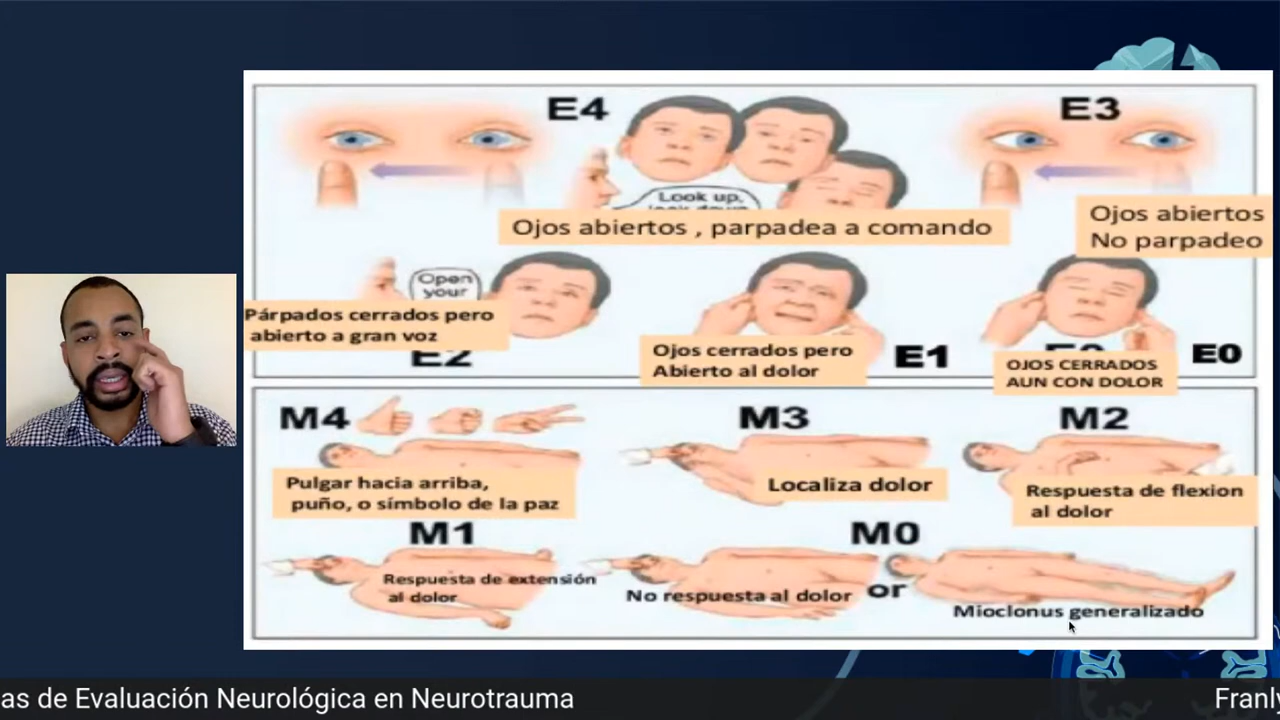 E4
E3
Look up,
Ojos abiertos , parpadea a comando
Ojos abiertos
No parpadeo
Open
your
Párpados cerrados pero
abierto a gran voz
E2
Ojos cerrados pero
Abierto al dolor
E1
OJOS CERRADOS
AUN CON DOLOR
E0
M4
M3
M2
Pulgar hacia arriba,
puño, o símbolo de la paz
Localiza dolor
Respuesta de flexion
al dolor
M1
M0
Respuesta de extensión
al dolor
No respuesta al dolor
or
Mioclonus generalizado
as de Evaluación Neurológica en Neurotrauma
Franly